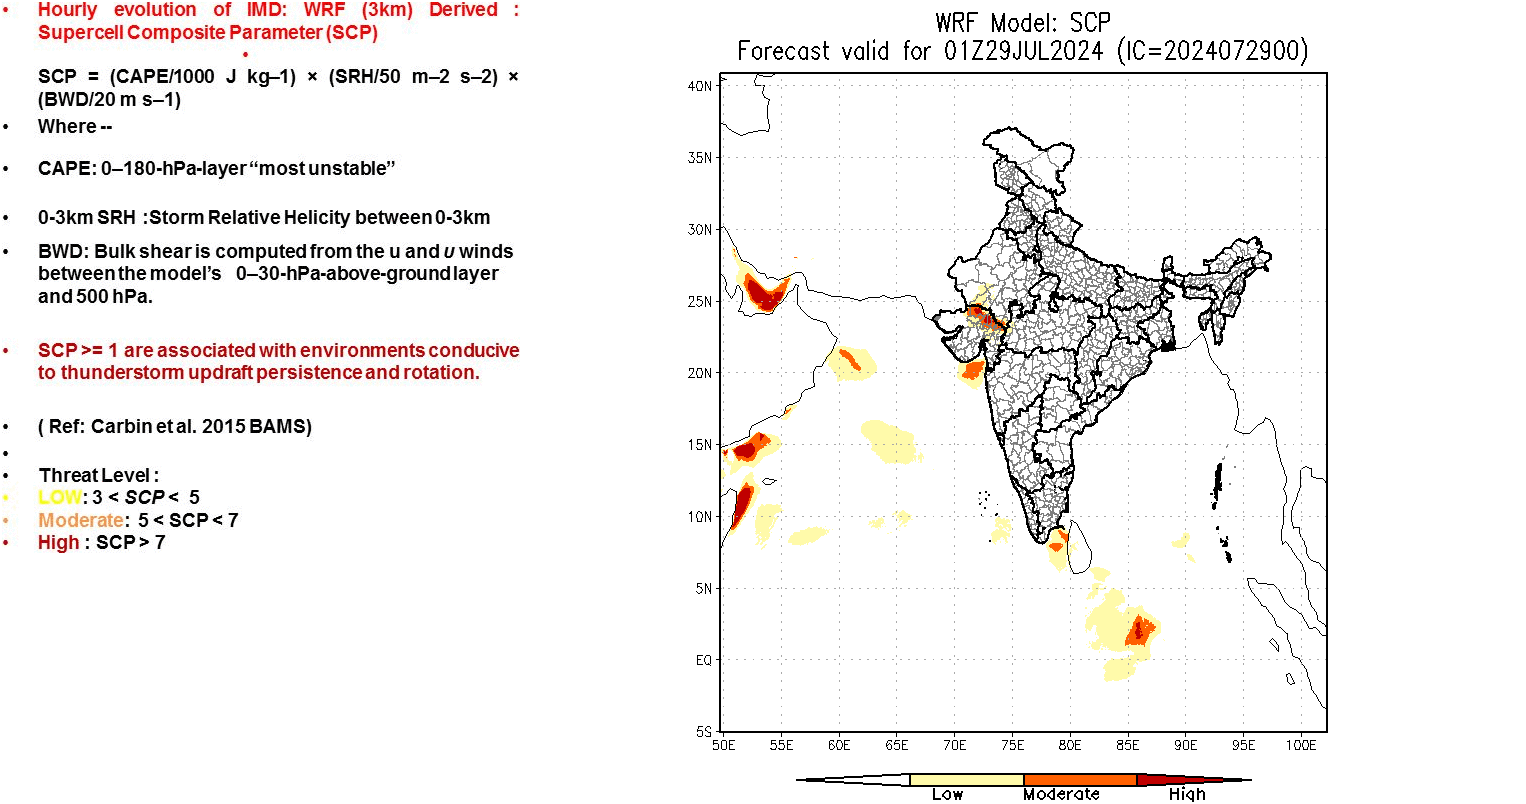 • Hourly evolution of IMD: WRF (3km) Derived :
Supercell Composite Parameter (SCP)
•
SCP = (CAPE/1000 J kg–1) × (SRH/50 m–2 s–2) ×
(BWD/20 m s–1)
• Where --
• CAPE: 0–180-hPa-layer “most unstable”
• 0-3km SRH :Storm Relative Helicity between 0-3km
• BWD: Bulk shear is computed from the u and υ winds
between the model’s 0–30-hPa-above-ground layer
and 500 hPa.
• SCP >= 1 are associated with environments conducive
to thunderstorm updraft persistence and rotation.
• ( Ref: Carbin et al. 2015 BAMS)
•
• Threat Level :
• LOW: 3 < SCP < 5
• Moderate: 5 < SCP < 7
• High : SCP > 7
WRF Model: SCP
Forecast valid for 01Z29JUL2024 (IC=2024072900)
40N
35N
30N
25N
20N
15N
10N
5N
EQ
5S
50E 55E 60E 65E 70E 75E 80E 85E 90E 95E 100E
Low Moderate High